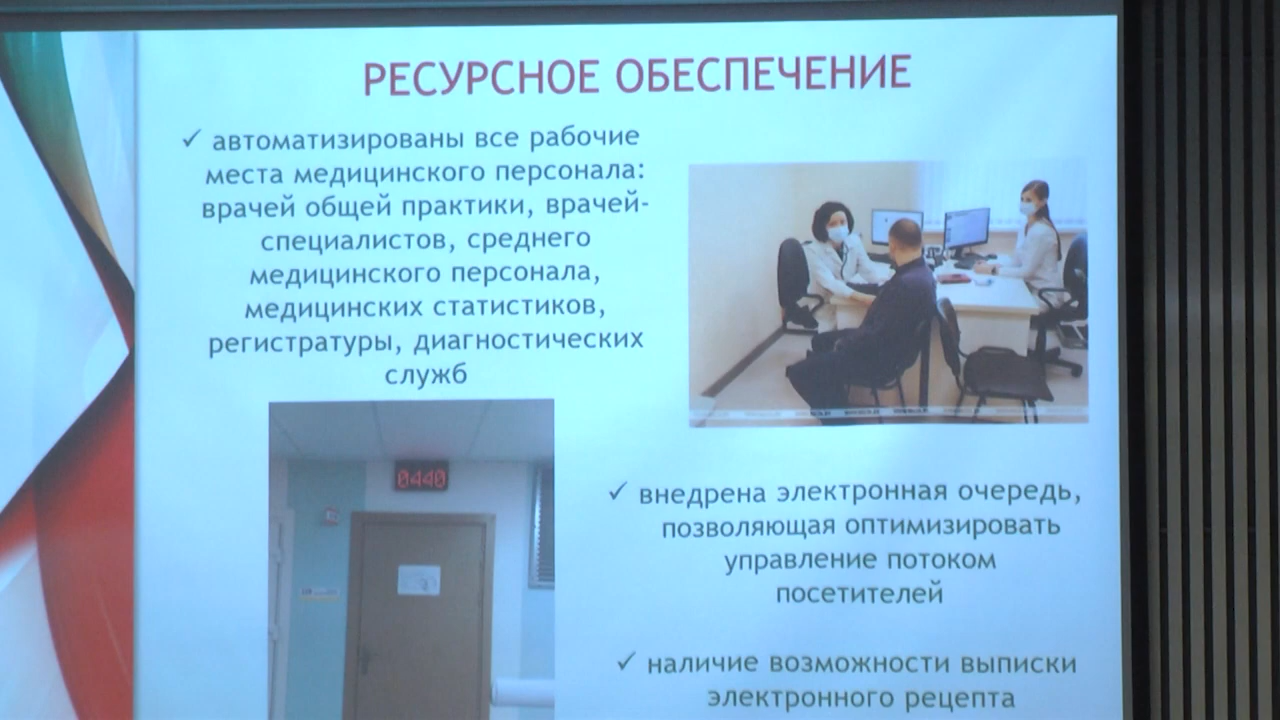 РЕСУРСНОЕ ОБЕСПЕЧЕНИЕ
✓ автоматизированы все рабочие
места медицинского персонала:
врачей общей практики, врачей-
специалистов, среднего
медицинского персонала,
медицинских статистиков,
регистратуры, диагностических
служб
0440
✓ внедрена электронная очередь,
позволяющая оптимизировать
управление потоком
посетителей
✓ наличие возможности выписки
электронного рецепта